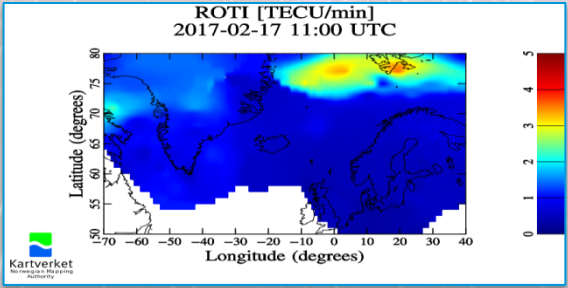 ROTI [TECU/min]
2017-02-17 11:00 UTC
80
75
70
65
60
55
50
Latitude (degrees)
-70 -60 -50 -40 -30 -20 -10 0 10 20 30 40
Longitude (degrees)
5
4
3
2
1
0
Kartverket
Norwegian Mapping
Authority